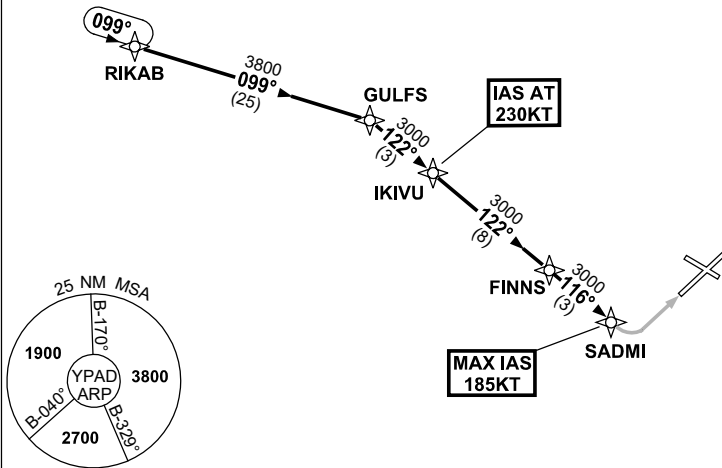 099°
RIKAB
3800
099°
(25)
GULFS
IAS AT
230KT
3000
122°
(3)
IKIVU
3000
122°
(8)
FINNS
3000
116°
(3)
SADMI
MAX IAS
185KT
25 NM MSA
B-170°
1900
YPAD
ARP
3800
B-040°
B-329°
2700